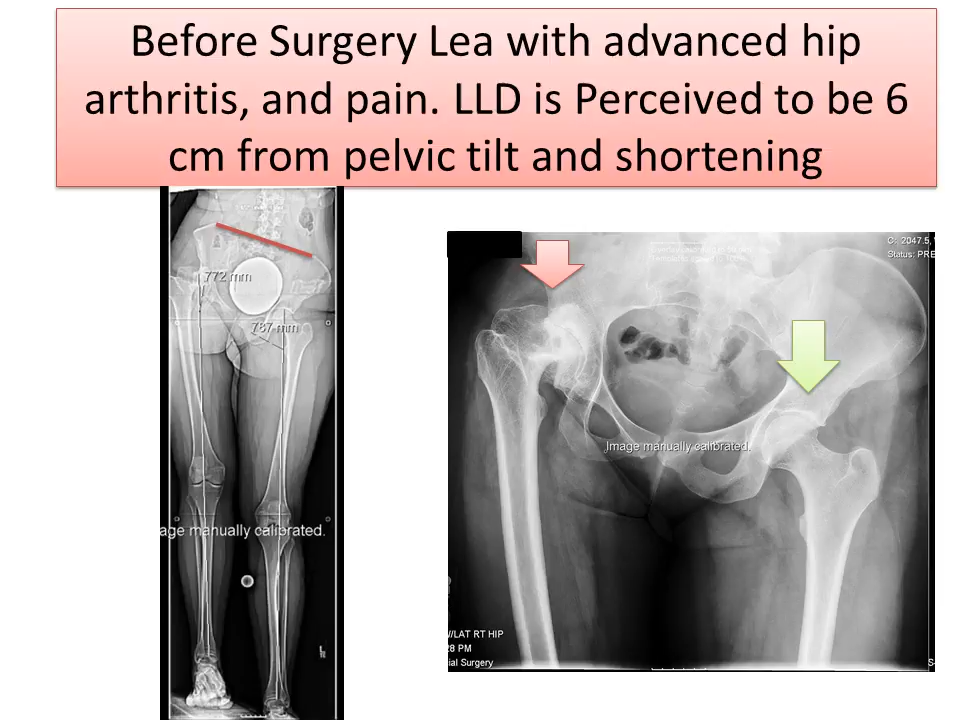 Before Surgery Lea with advanced hip
arthritis, and pain. LLD is Perceived to be 6
cm from pelvic tilt and shortening
772 mm
787 mm
age manually calibrated.
C: 2047.5,
Status: PRE
Image manually calibrated.
W/LAT RT HIP
28 PM
ial Surgery
S-